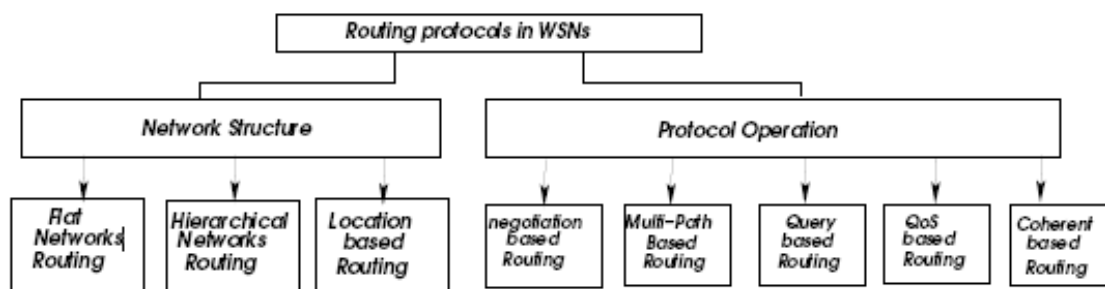 Routing protocols in WSNs
Network Structure
Protocol Operation
Flat
Networks
Routing
Hierarchical
Networks
Routing
Location
based
Routing
negotiation
based
Routing
Multi-Path
Based
Routing
Query
based
Routing
QoS
based
Routing
Coherent
based
Routing